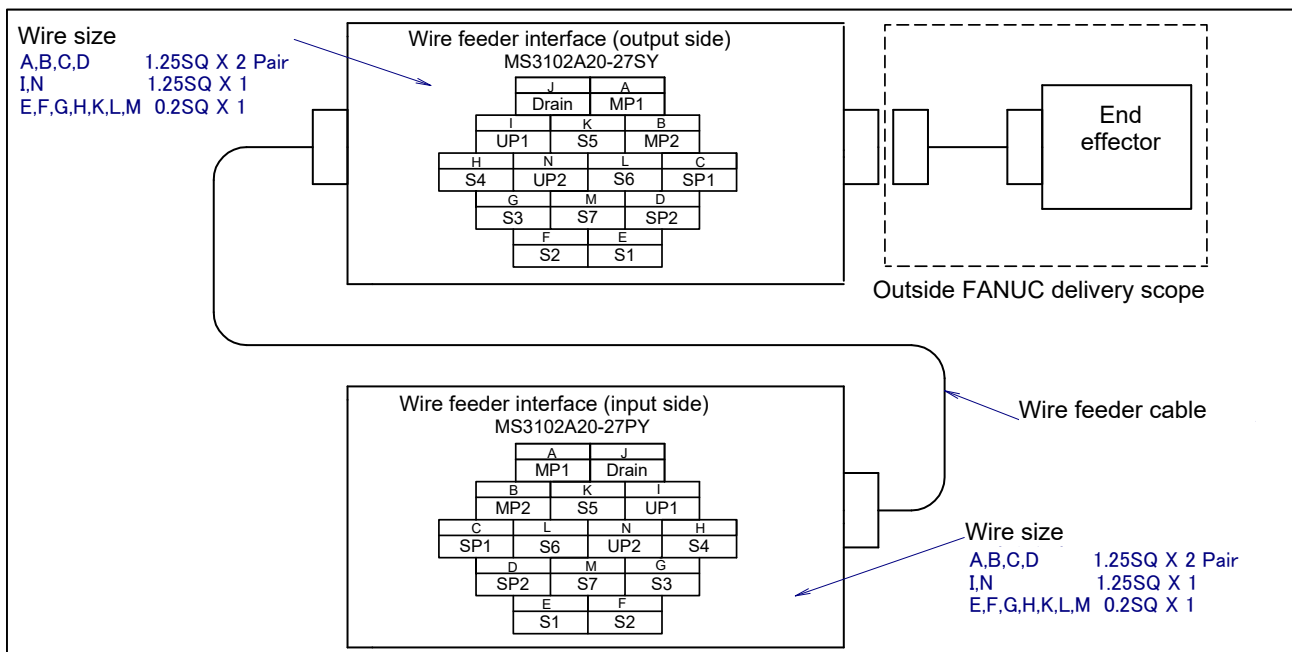 Wire size
A,B,C,D 1.25SQ X 2 Pair
I,N 1.25SQ X 1
E,F,G,H,K,L,M 0.2SQ X 1
Wire feeder interface (output side)
MS3102A20-27SY
J A
Drain MP1
I K B
UP1 S5 MP2
H N L C
S4 UP2 S6 SP1
G M D
S3 S7 SP2
F E
S2 S1
End
effector
Outside FANUC delivery scope
Wire feeder cable
Wire feeder interface (input side)
MS3102A20-27PY
A J
MP1 Drain
B K I
MP2 S5 UP1
C L N H
SP1 S6 UP2 S4
D M G
SP2 S7 S3
E F
S1 S2
Wire size
A,B,C,D 1.25SQ X 2 Pair
I,N 1.25SQ X 1
E,F,G,H,K,L,M 0.2SQ X 1